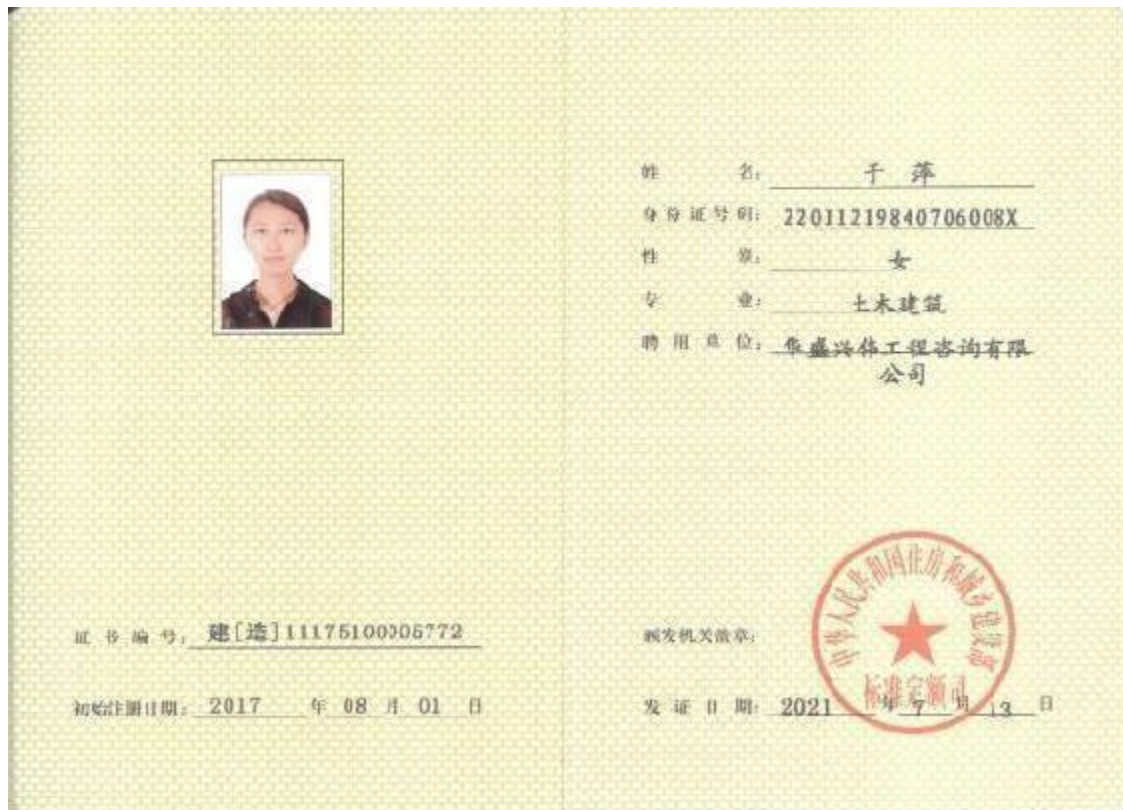 证书编号：建[造]11175100005772
初始注册日期：2017 年 08 月 01 日
姓名：于萍
身份证号码：22011219840706008X
性别：女
专业：土木建筑
聘用单位：华盛兴伟工程咨询有限
公司
颁发机关徽章：
中华人民共和国住房和城乡建设部
标准定额司
发证日期：2021 年 7 月 13 日